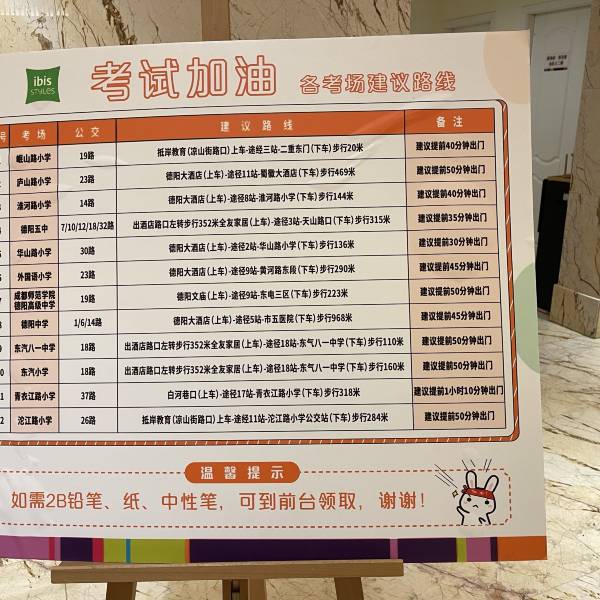 ibis
STYLES
考试加油 各考场建议路线
号 考场 公交 建议路线 备注
1 岷山路小学 19路 抵岸教育(凉山街路口)上车-途经三站-二重东门(下车)步行20米 建议提前40分钟出门
2 庐山路小学 23路 德阳大酒店(上车)-途径11站-蜀徽大酒店(下车)步行469米 建议提前50分钟出门
3 淮河路小学 14路 德阳大酒店(上车)-途径8站-淮河路小学(下车)步行144米 建议提前40分钟出门
德阳五中 7/10/12/18/32路 出酒店路口左转步行352米全友家居(上车)-途径3站-天山路口(下车)步行315米 建议提前35分钟出门
华山路小学 30路 德阳大酒店(上车)-途径2站-华山路小学(下车)步行136米 建议提前30分钟出门
外国语小学 23路 德阳大酒店(上车)-途径9站-黄河路东段(下车)步行290米 建议提前45分钟出门
7 成都师范学院
德阳高级中学 19路 德阳文庙(上车)-途径9站-东电三区(下车)步行223米 建议提前50分钟出门
8 德阳中学 1/6/14路 德阳大酒店(上车)-途径5站-市五医院(下车)步行968米 建议提前45分钟出门
9 东汽八一中学 18路 出酒店路口左转步行352米全友家居(上车)-途径18站-东气八一中学(下车)步行110米 建议提前50分钟出门
0 东汽小学 18路 出酒店路口左转步行352米全友家居(上车)-途径18站-东气八一中学(下车)步行160米 建议提前50分钟出门
1 青衣江路小学 37路 白河巷口(上车)-途径17站-青衣江路小学(下车)步行318米 建议提前1小时10分钟出门
2 沱江路小学 26路 抵岸教育(凉山街路口)上车-途经11站-沱江路小学公交站(下车)步行284米 建议提前50分钟出门
温馨提示
如需2B铅笔、纸、中性笔，可到前台领取，谢谢！